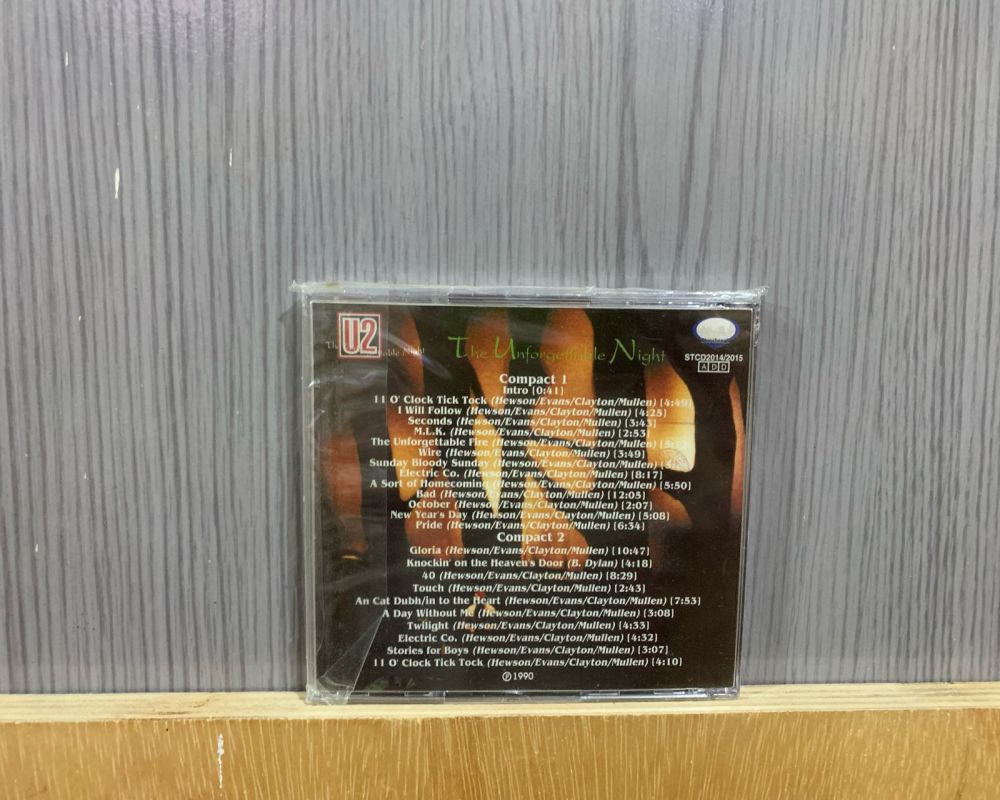 U2
The Unforgettable Night
STCD2014/2015
A D D
Compact 1
Intro [0:41]
11 O' Clock Tick Tock (Hewson/Evans/Clayton/Mullen) [4:49]
I Will Follow (Hewson/Evans/Clayton/Mullen) [4:25]
Seconds (Hewson/Evans/Clayton/Mullen) [3:43]
M.L.K. (Hewson/Evans/Clayton/Mullen) [2:53]
The Unforgettable Fire (Hewson/Evans/Clayton/Mullen)
Wire (Hewson/Evans/Clayton/Mullen) [3:49]
Sunday Bloody Sunday (Hewson/Evans/Clayton/Mullen)
Electric Co. (Hewson/Evans/Clayton/Mullen) [8:17]
A Sort of Homecoming (Hewson/Evans/Clayton/Mullen) [5:50]
Bad (Hewson/Evans/Clayton/Mullen) [12:05]
October (Hewson/Evans/Clayton/Mullen) [2:07]
New Year's Day (Hewson/Evans/Clayton/Mullen) [5:08]
Pride (Hewson/Evans/Clayton/Mullen) [6:34]
Compact 2
Gloria (Hewson/Evans/Clayton/Mullen) [10:47]
Knockin' on the Heaven's Door (B. Dylan) [4:18]
40 (Hewson/Evans/Clayton/Mullen) [8:29]
Touch (Hewson/Evans/Clayton/Mullen) [2:43]
An Cat Dubh/in to the Heart (Hewson/Evans/Clayton/Mullen) [7:53]
A Day Without Me (Hewson/Evans/Clayton/Mullen) [3:08]
Twilight (Hewson/Evans/Clayton/Mullen) [4:33]
Electric Co. (Hewson/Evans/Clayton/Mullen) [4:32]
Stories for Boys (Hewson/Evans/Clayton/Mullen) [3:07]
11 O' Clock Tick Tock (Hewson/Evans/Clayton/Mullen) [4:10]
℗ 1990